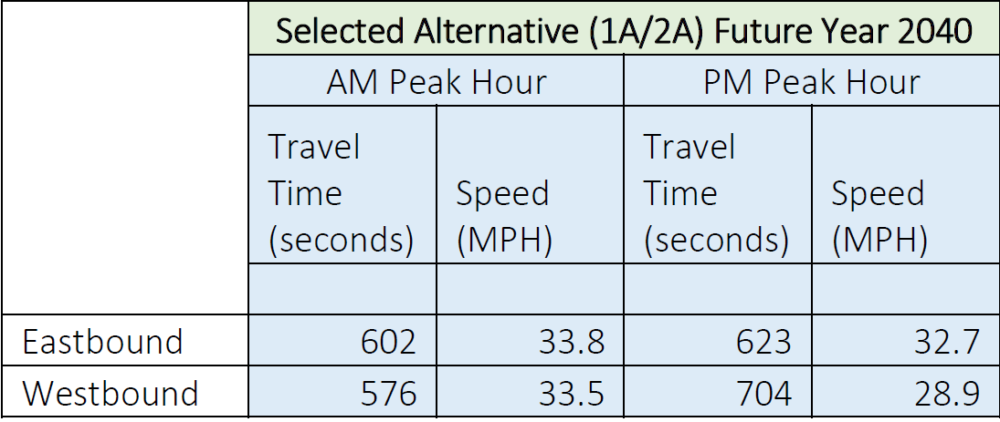 Selected Alternative (1A/2A) Future Year 2040
AM Peak Hour PM Peak Hour
Travel Time (seconds) Speed (MPH) Travel Time (seconds) Speed (MPH)
Eastbound 602 33.8 623 32.7
Westbound 576 33.5 704 28.9